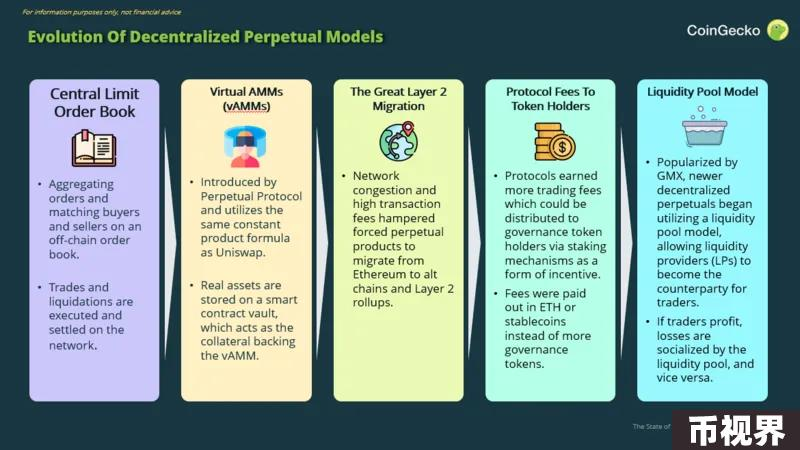 For information purposes only, not financial advice
Evolution Of Decentralized Perpetual Models
CoinGecko
Central Limit
Order Book
• Aggregating
orders and
matching buyers
and sellers on an
off-chain order
book.
• Trades and
liquidations are
executed and
settled on the
network.
Virtual AMMs
(vAMMs)
• Introduced by
Perpetual Protocol
and utilizes the
same constant
product formula
as Uniswap.
• Real assets are
stored on a smart
contract vault,
which acts as the
collateral backing
the vAMM.
The Great Layer 2
Migration
• Network
congestion and
high transaction
fees hampered
forced perpetual
products to
migrate from
Ethereum to alt
chains and Layer 2
rollups.
Protocol Fees To
Token Holders
• Protocols earned
more trading fees
which could be
distributed to
governance token
holders via staking
mechanisms as a
form of incentive.
• Fees were paid
out in ETH or
stablecoins
instead of more
governance
tokens.
Liquidity Pool Model
• Popularized by
GMX, newer
decentralized
perpetuals began
utilizing a liquidity
pool model,
allowing liquidity
providers (LPs) to
become the
counterparty for
traders.
• If traders profit,
losses are
socialized by the
liquidity pool, and
vice versa.
The State of
币视界